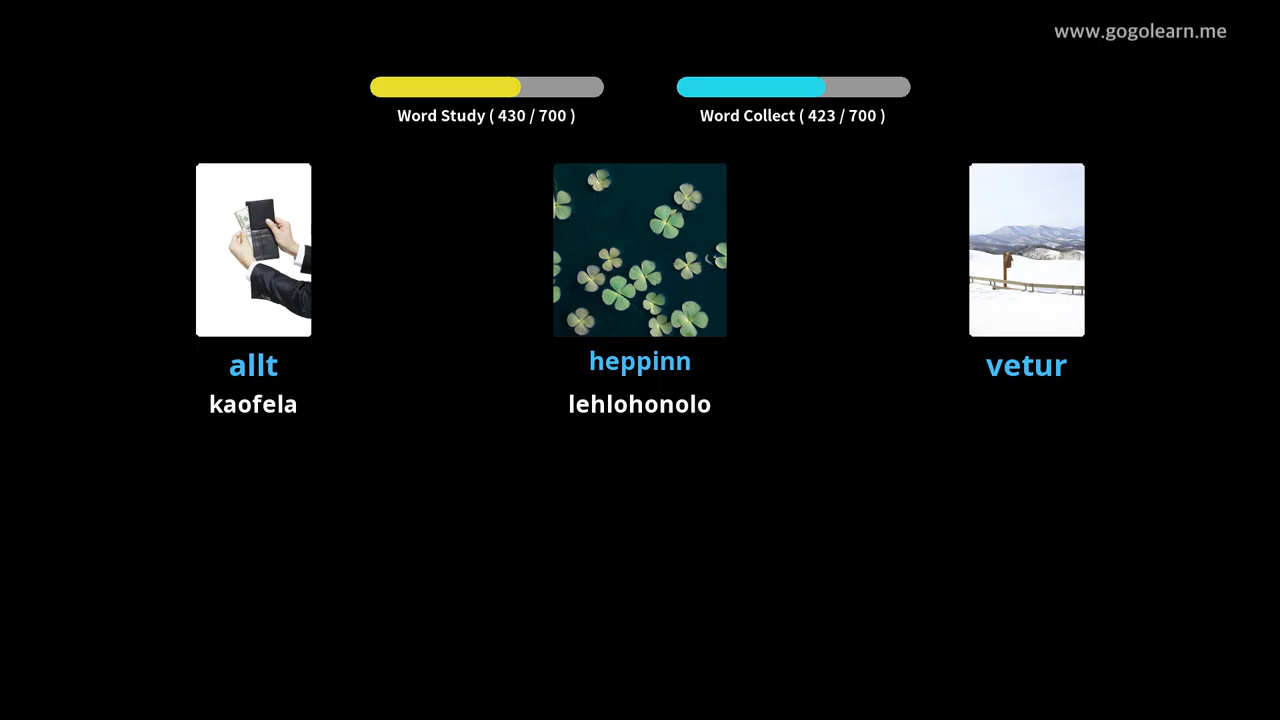 www.gogolearn.me
Word Study ( 430 / 700 )
Word Collect ( 423 / 700 )
allt
heppinn
vetur
kaofela
lehlohonolo